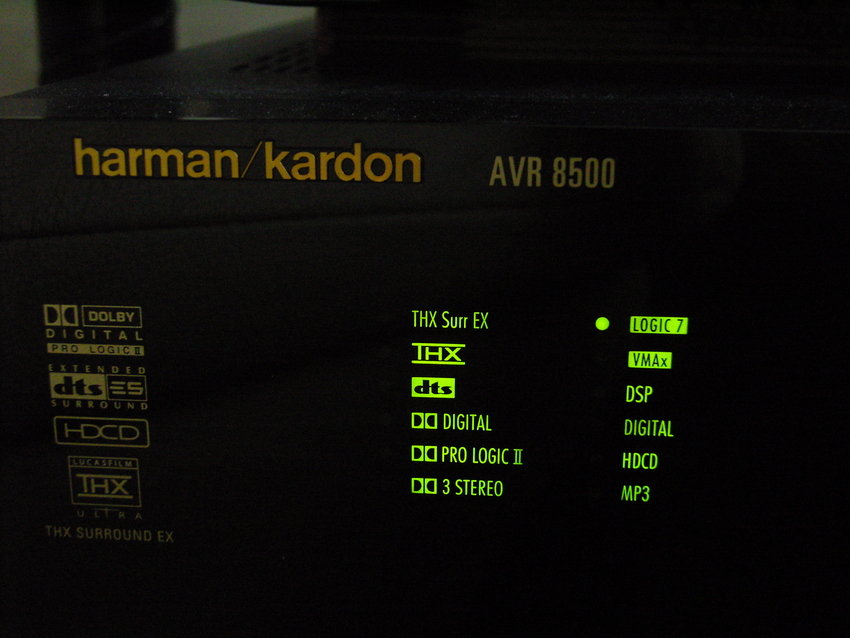 harman/kardon AVR 8500
DOLBY
DIGITAL
PRO LOGIC II
EXTENDED
dts ES
SURROUND
HDCD
LUCASFILM
THX
ULTRA
THX SURROUND EX
THX Surr EX
THX
dts
DIGITAL
PRO LOGIC II
3 STEREO
LOGIC 7
VMAx
DSP
DIGITAL
HDCD
MP3